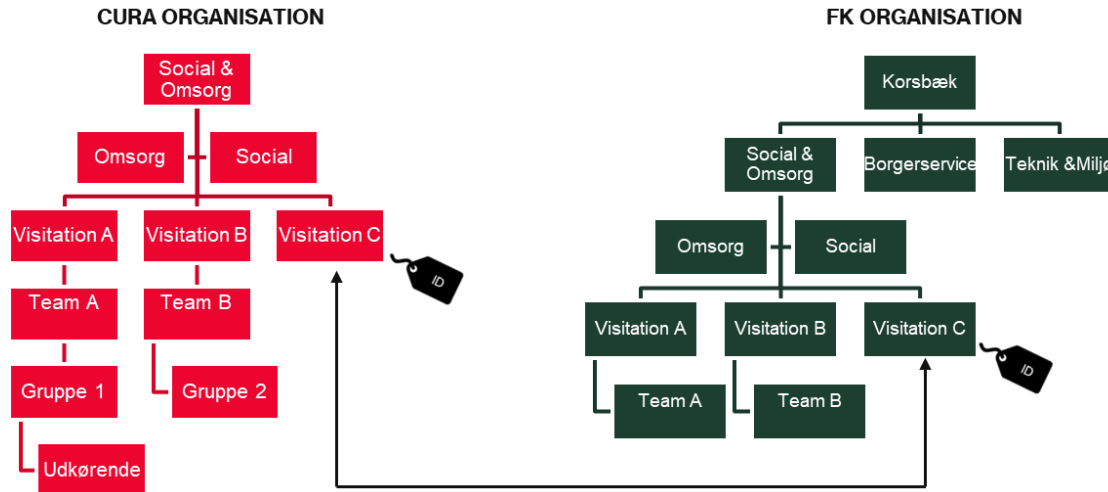 CURA ORGANISATION
Social &
Omsorg
Omsorg
Social
Visitation A
Visitation B
Visitation C
ID
Team A
Team B
Gruppe 1
Gruppe 2
Udkørende
FK ORGANISATION
Korsbæk
Social &
Omsorg
Borgerservice
Teknik &Miljø
Omsorg
Social
Visitation A
Visitation B
Visitation C
ID
Team A
Team B